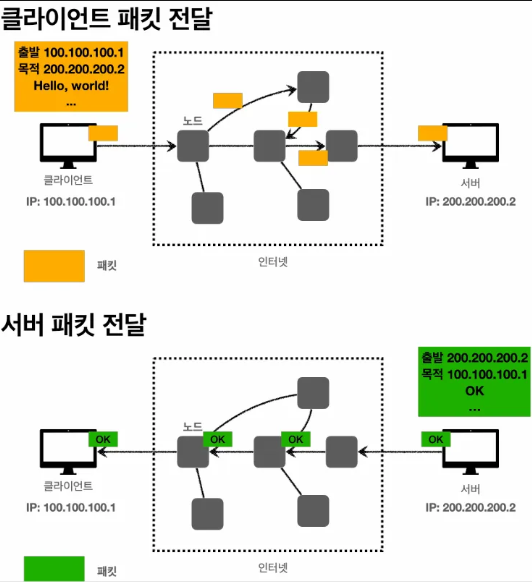 클라이언트 패킷 전달
출발 100.100.100.1
목적 200.200.200.2
Hello, world!
...
노드
클라이언트
IP: 100.100.100.1
서버
IP: 200.200.200.2
패킷
인터넷
서버 패킷 전달
출발 200.200.200.2
목적 100.100.100.1
OK
...
노드
OK
OK
OK
OK
클라이언트
IP: 100.100.100.1
서버
IP: 200.200.200.2
패킷
인터넷